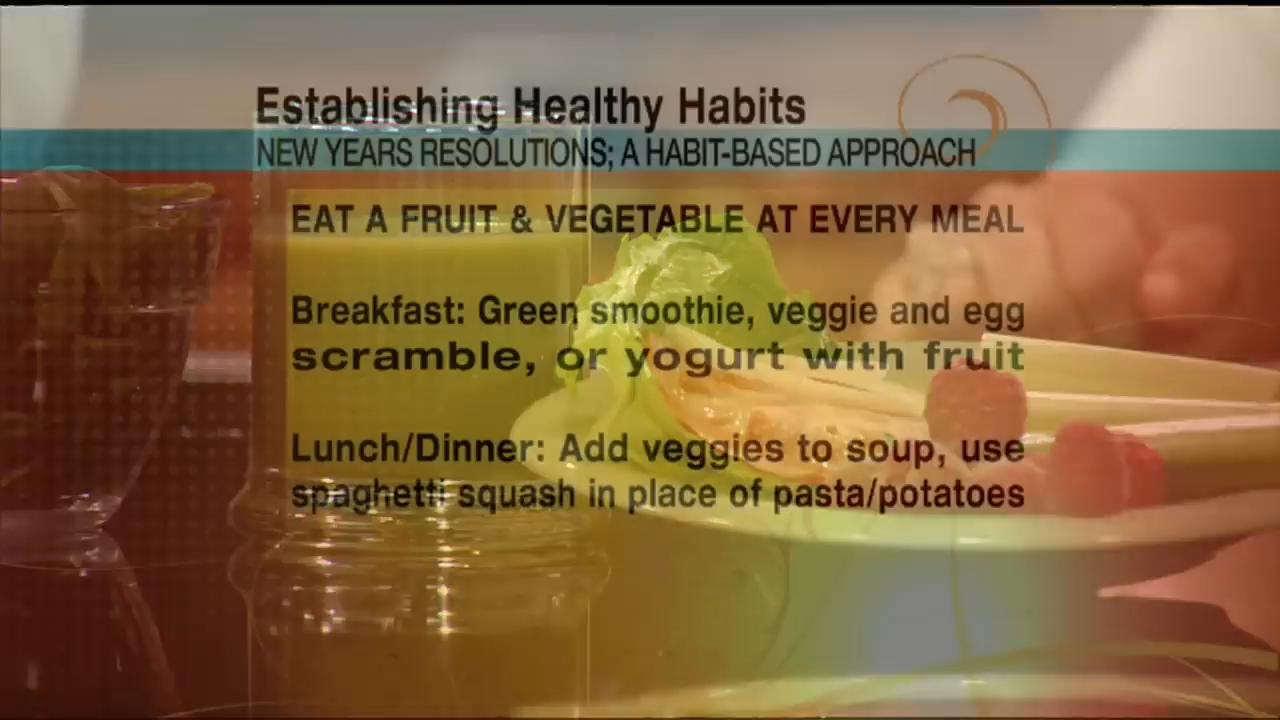 Establishing Healthy Habits
NEW YEARS RESOLUTIONS; A HABIT-BASED APPROACH
EAT A FRUIT & VEGETABLE AT EVERY MEAL
Breakfast: Green smoothie, veggie and egg
scramble, or yogurt with fruit
Lunch/Dinner: Add veggies to soup, use
spaghetti squash in place of pasta/potatoes